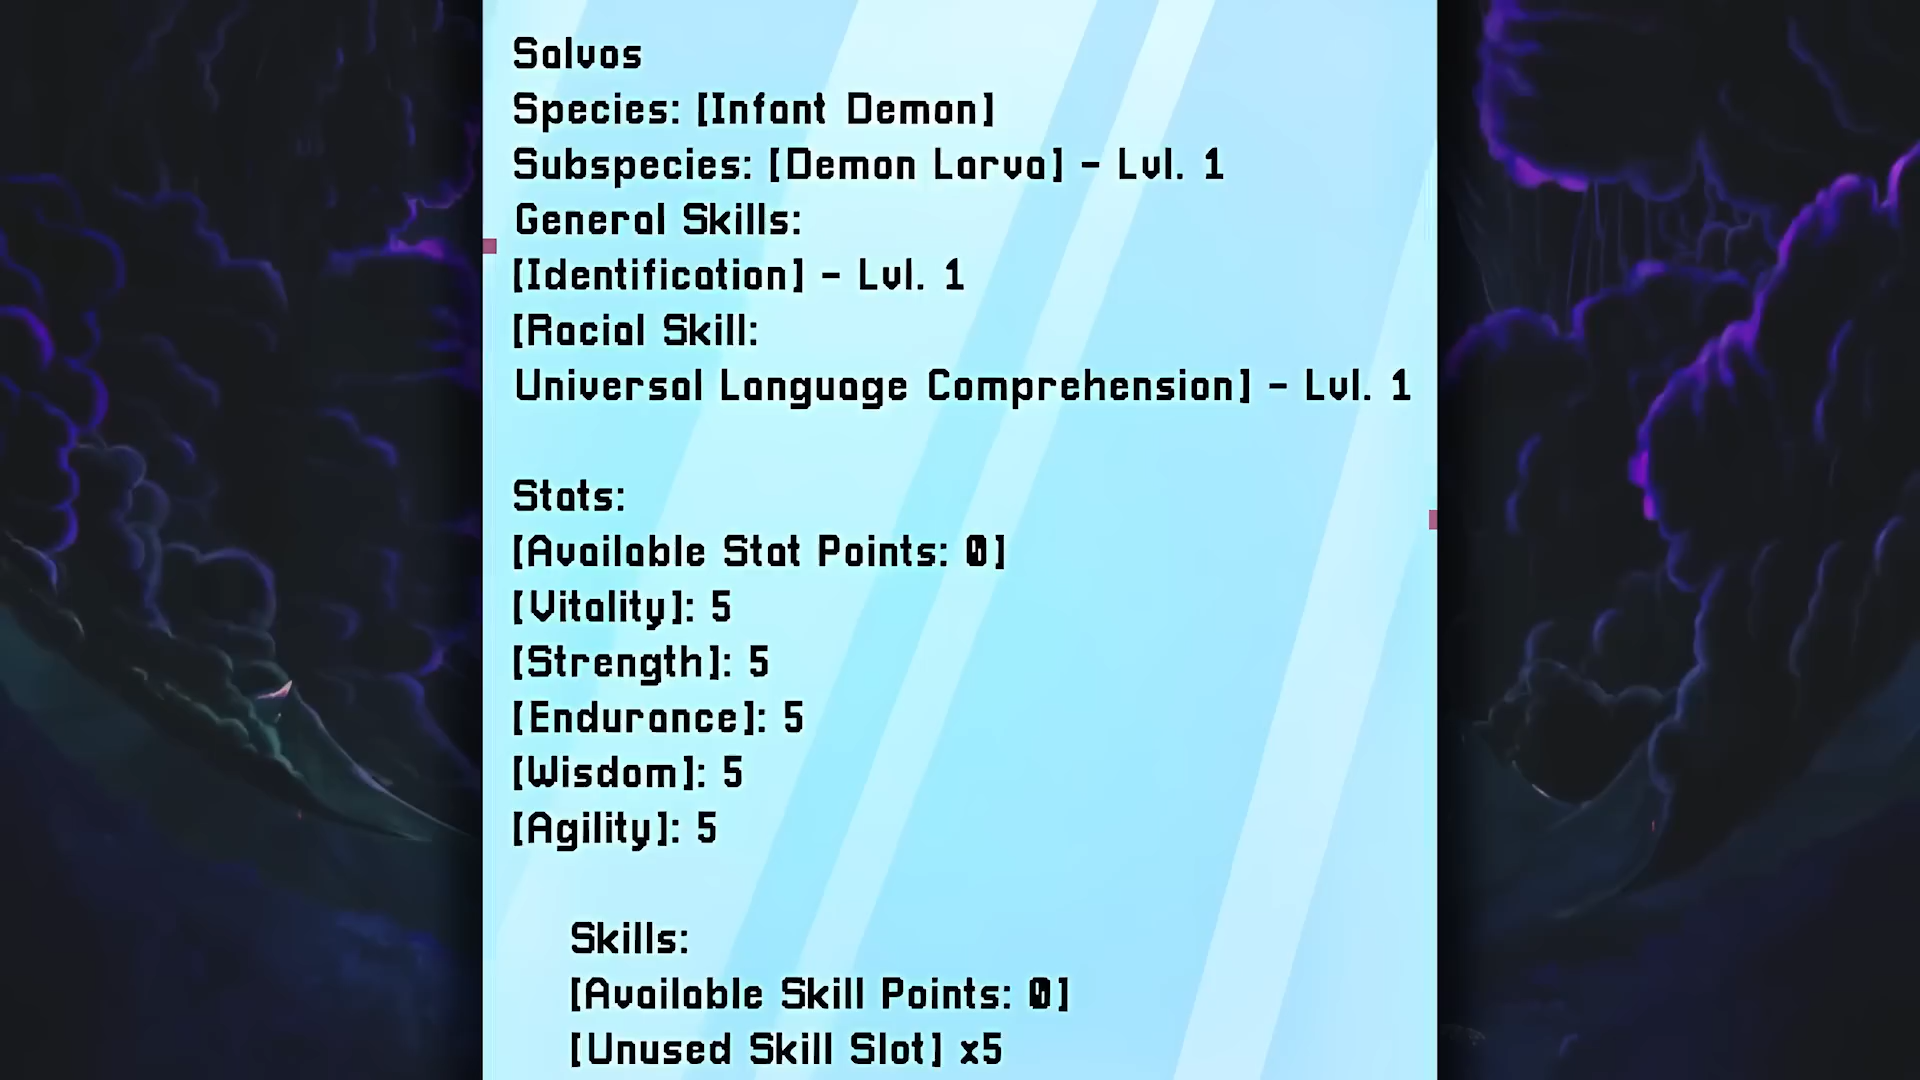 Salvos
Species: [Infant Demon]
Subspecies: [Demon Larva] - Lvl. 1
General Skills:
[Identification] - Lvl. 1
[Racial Skill:
Universal Language Comprehension] - Lvl. 1
Stats:
[Available Stat Points: 0]
[Vitality]: 5
[Strength]: 5
[Endurance]: 5
[Wisdom]: 5
[Agility]: 5
Skills:
[Available Skill Points: 0]
[Unused Skill Slot] x5